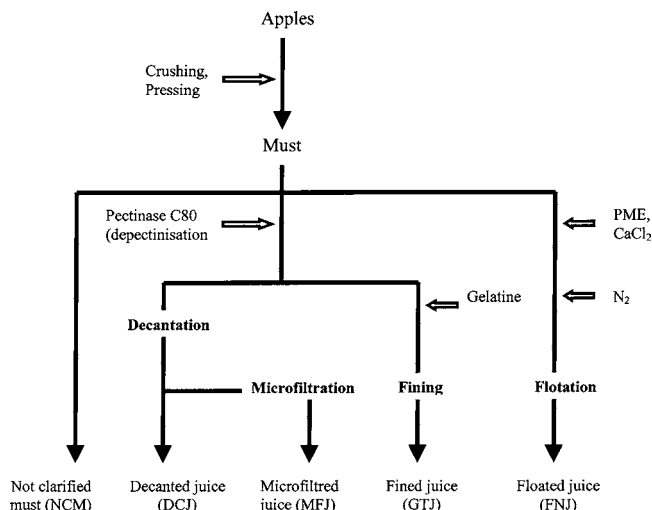 Apples
Crushing,
Pressing
Must
Pectinase C80
(depectinisation
PME,
CaCl₂
Gelatine
N₂
Decantation
Microfiltration
Fining
Flotation
Not clarified
must (NCM)
Decanted juice
(DCJ)
Microfiltred
juice (MFJ)
Fined juice
(GTJ)
Floated juice
(FNJ)